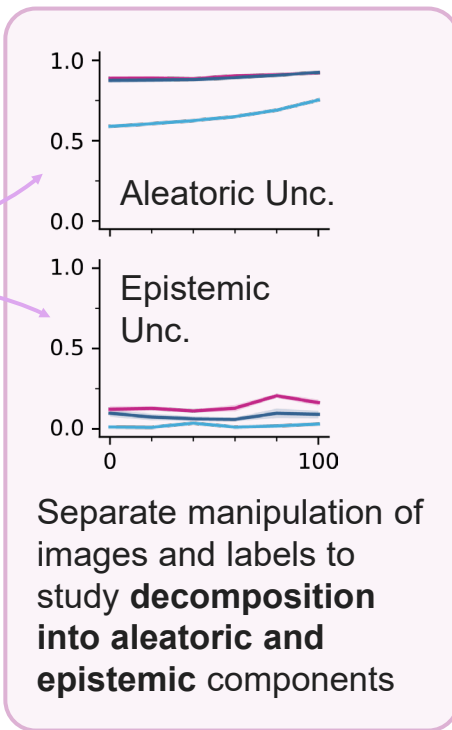 1.0
0.5
Aleatoric Unc.
0.0
1.0
Epistemic
Unc.
0.5
0.0
0 100
Separate manipulation of
images and labels to
study decomposition
into aleatoric and
epistemic components